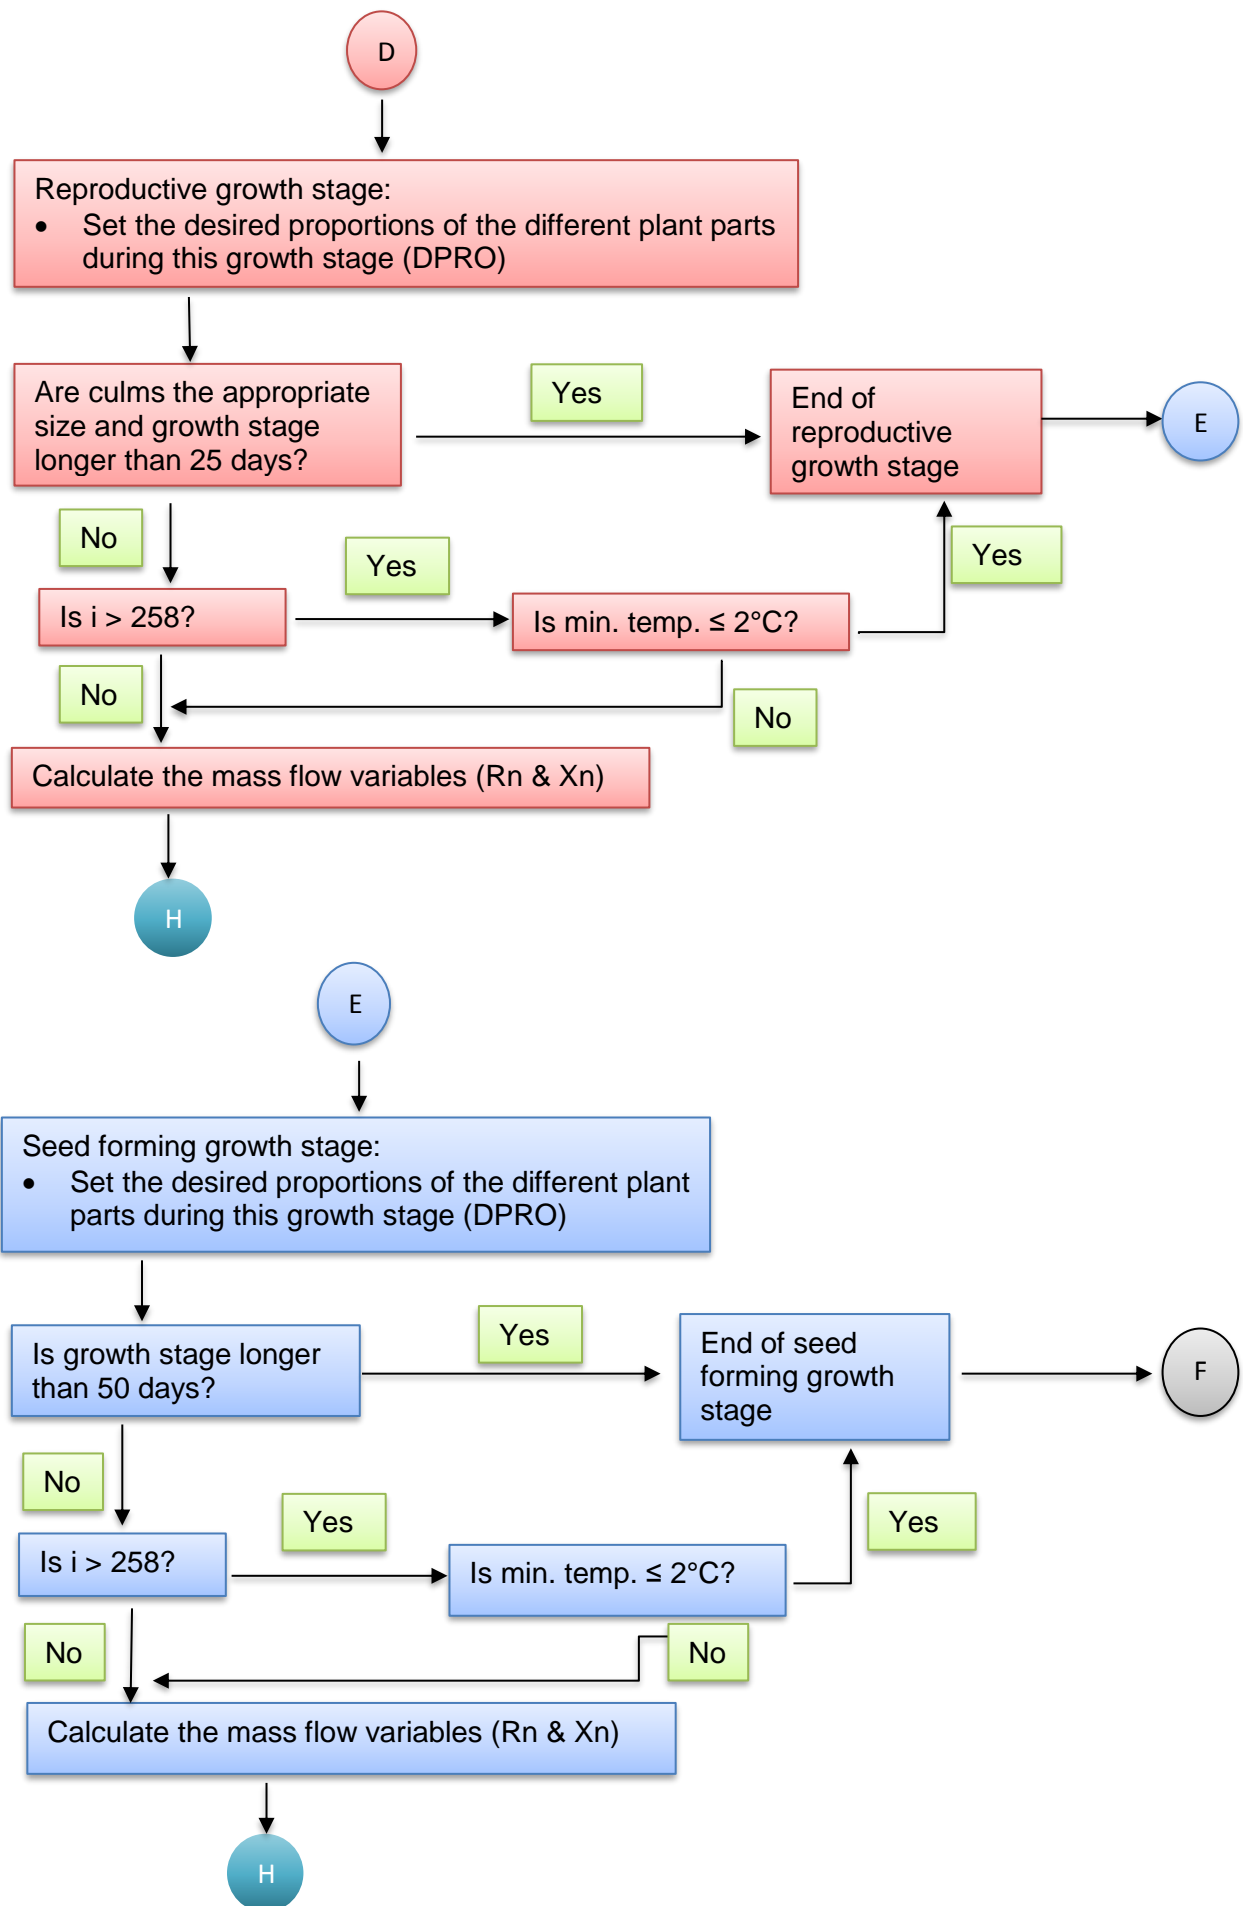 D
Reproductive growth stage:
• Set the desired proportions of the different plant parts
during this growth stage (DPRO)
Are culms the appropriate
size and growth stage
longer than 25 days?
Yes
End of
reproductive
growth stage
E
No
Yes
Yes
Is i > 258?
Is min. temp. ≤ 2°C?
No
No
Calculate the mass flow variables (Rn & Xn)
H
E
Seed forming growth stage:
• Set the desired proportions of the different plant
parts during this growth stage (DPRO)
Is growth stage longer
than 50 days?
Yes
End of seed
forming growth
stage
F
No
Yes
Yes
Is i > 258?
Is min. temp. ≤ 2°C?
No
No
Calculate the mass flow variables (Rn & Xn)
H